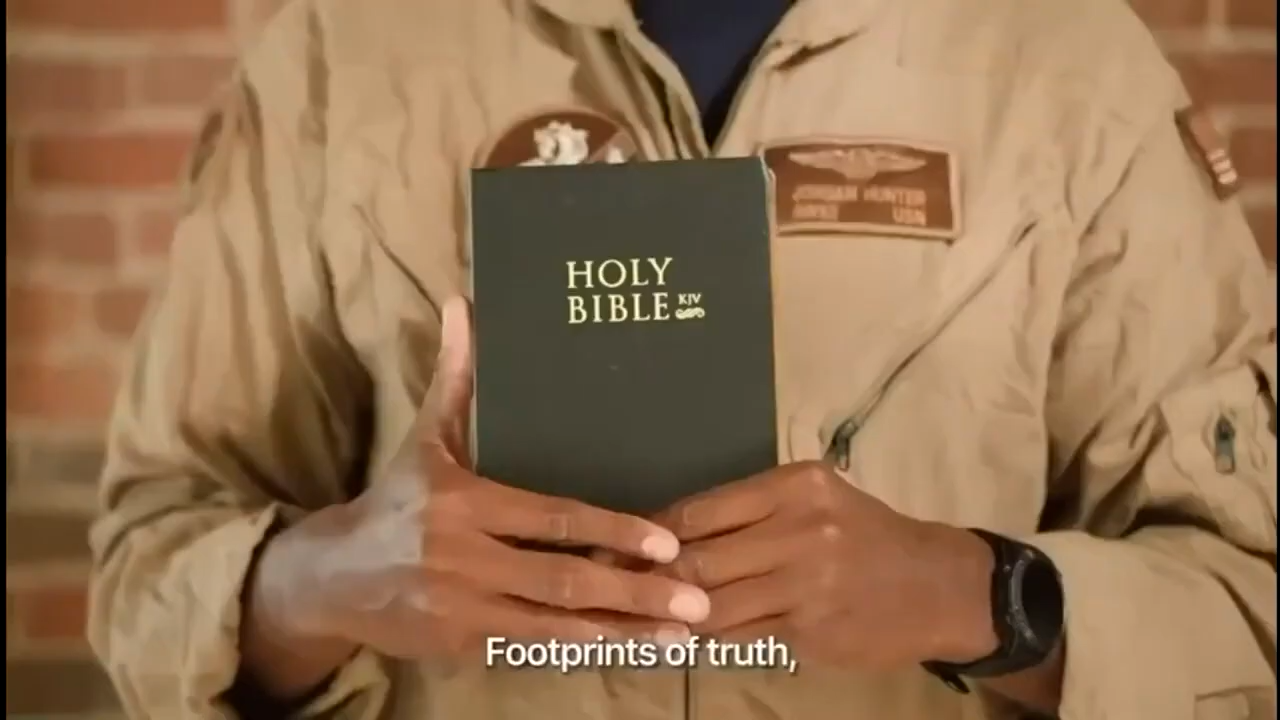 HOLY
BIBLE KJV
JORDAN HUNTER
USN
Footprints of truth,